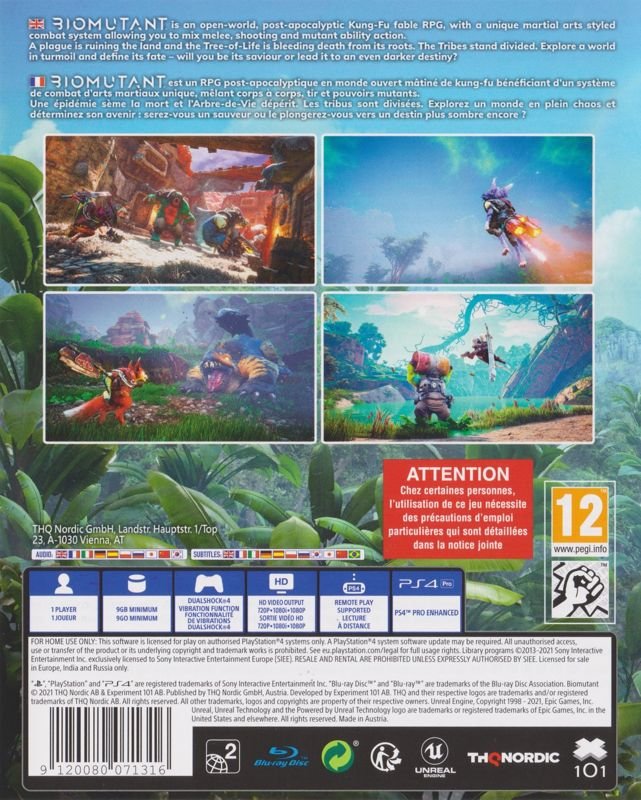 BIOMUTANT is an open-world, post-apocalyptic Kung-Fu fable RPG, with a unique martial arts styled
combat system allowing you to mix melee, shooting and mutant ability action.
A plague is ruining the land and the Tree-of-Life is bleeding death from its roots. The Tribes stand divided. Explore a world
in turmoil and define its fate – will you be its saviour or lead it to an even darker destiny?
BIOMUTANT est un RPG post-apocalyptique en monde ouvert mâtiné de kung-fu bénéficiant d'un système
de combat d'arts martiaux unique, mêlant corps à corps, tir et pouvoirs mutants.
Une épidémie sème la mort et l'Arbre-de-Vie dépérit. Les tribus sont divisées. Explorez un monde en plein chaos et
déterminez son avenir : serez-vous un sauveur ou le plongerez-vous vers un destin plus sombre encore ?
ATTENTION
Chez certaines personnes,
l'utilisation de ce jeu nécessite
des précautions d'emploi
particulières qui sont détaillées
dans la notice jointe
12
www.pegi.info
THQ Nordic GmbH, Landstr. Hauptstr. 1/Top
23, A-1030 Vienna, AT
AUDIO:
SUBTITLES:
1 PLAYER
1 JOUEUR
9GB MINIMUM
9GO MINIMUM
DUALSHOCK®4
VIBRATION FUNCTION
FONCTIONNALITÉ
DE VIBRATIONS
DUALSHOCK®4
HD
HD VIDEO OUTPUT
720P•1080i•1080P
SORTIE VIDÉO HD
720P•1080i•1080P
PS4
REMOTE PLAY
SUPPORTED
LECTURE
À DISTANCE
PS4 Pro
PS4™ PRO ENHANCED
FOR HOME USE ONLY: This software is licensed for play on authorised PlayStation®4 systems only. A PlayStation®4 system software update may be required. All unauthorised access,
use or transfer of the product or its underlying copyright and trademark works is prohibited. See eu.playstation.com/legal for full usage rights. Library programs ©2013-2021 Sony Interactive
Entertainment Inc. exclusively licensed to Sony Interactive Entertainment Europe (SIEE). RESALE AND RENTAL ARE PROHIBITED UNLESS EXPRESSLY AUTHORISED BY SIEE. Licensed for sale
in Europe, India and Russia only.
"PlayStation" and "PS4" are registered trademarks of Sony Interactive Entertainment Inc. "Blu-ray Disc™" and "Blu-ray" are trademarks of the Blu-ray Disc Association. Biomutant
© 2021 THQ Nordic AB & Experiment 101 AB. Published by THQ Nordic GmbH, Austria. Developed by Experiment 101 AB. THQ and their respective logos are trademarks and/or registered
trademarks of THQ Nordic AB. All other trademarks, logos and copyrights are property of their respective owners. Unreal Engine, Copyright 1998 - 2021, Epic Games, Inc.
Unreal, Unreal Technology and the Powered by Unreal Technology logo are trademarks or registered trademarks of Epic Games, Inc. in the
United States and elsewhere. All rights reserved. Made in Austria.
9 120080 071316
2
Blu-ray Disc
UNREAL
ENGINE
THQ NORDIC
101